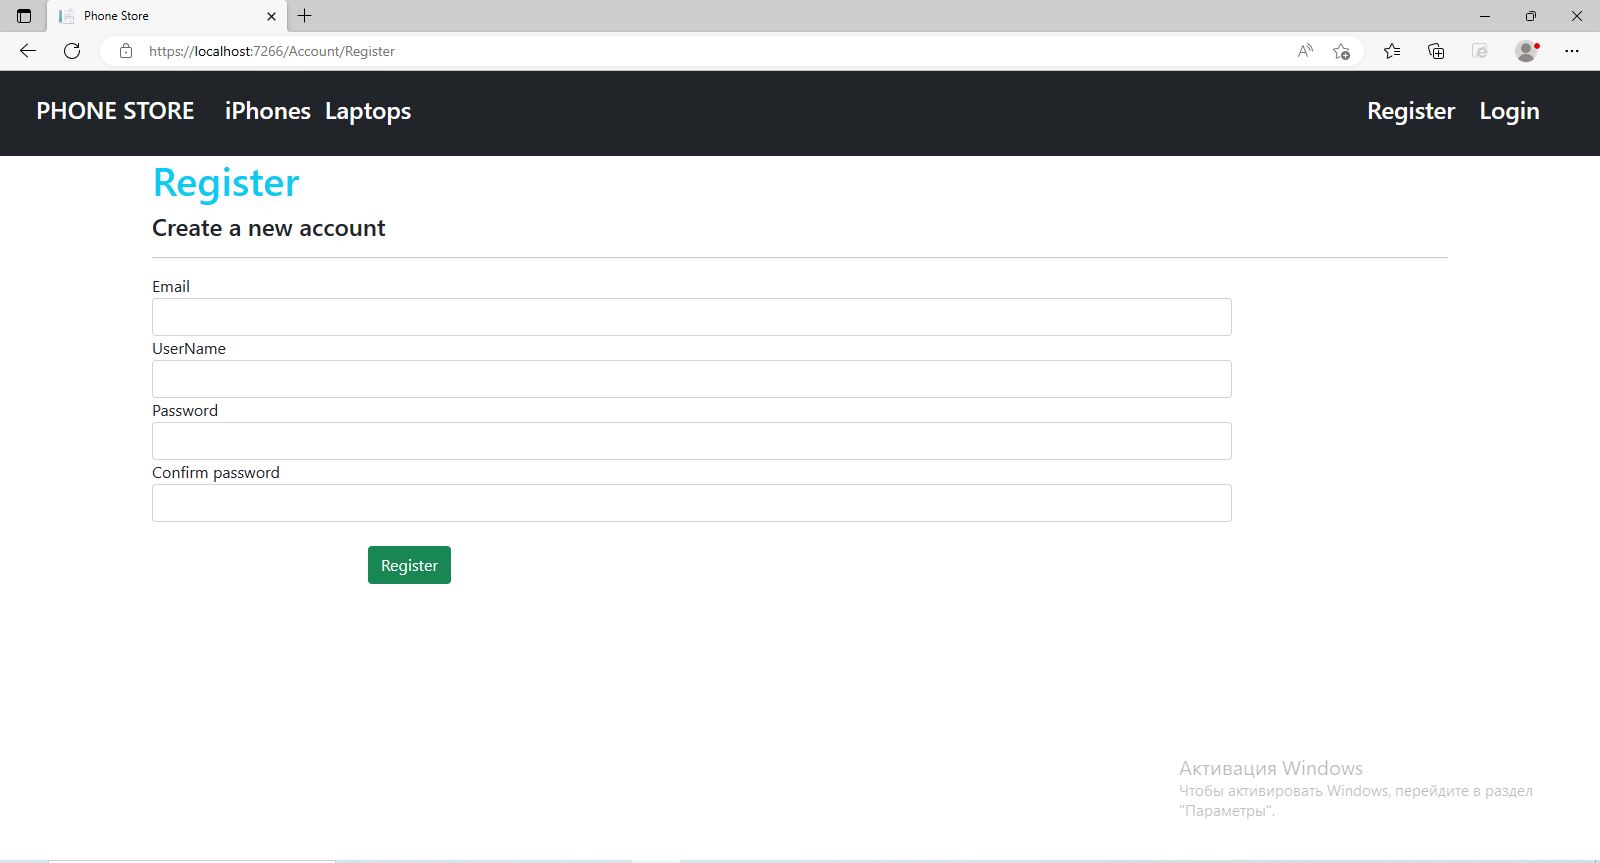 Phone Store
https://localhost:7266/Account/Register
PHONE STORE iPhones Laptops Register Login
Register
Create a new account
Email
UserName
Password
Confirm password
Register
Активация Windows
Чтобы активировать Windows, перейдите в раздел
"Параметры".